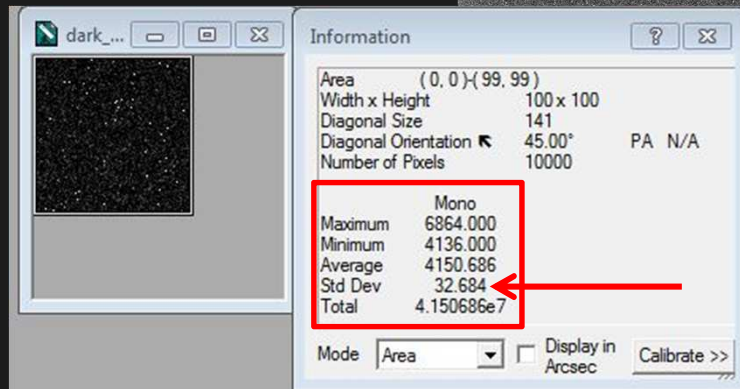 dark_...
Information
Area ( 0, 0 )-( 99, 99 )
Width x Height 100 x 100
Diagonal Size 141
Diagonal Orientation 45.00° PA N/A
Number of Pixels 10000
Mono
Maximum 6864.000
Minimum 4136.000
Average 4150.686
Std Dev 32.684
Total 4.150686e7
Mode Area Display in Arcsec Calibrate >>